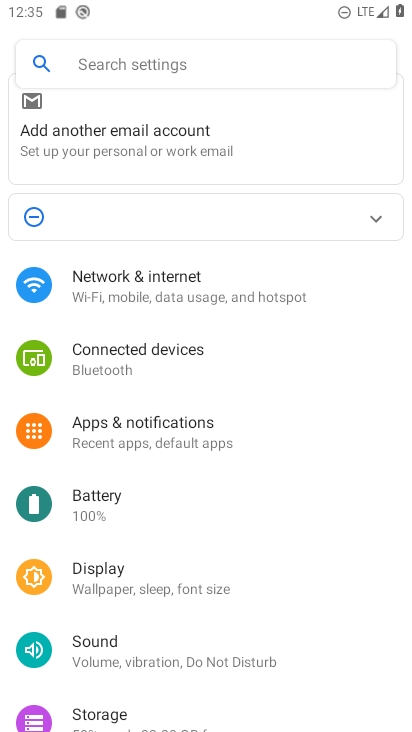 12:35
LTE
Search settings
Add another email account
Set up your personal or work email
Network & internet
Wi-Fi, mobile, data usage, and hotspot
Connected devices
Bluetooth
Apps & notifications
Recent apps, default apps
Battery
100%
Display
Wallpaper, sleep, font size
Sound
Volume, vibration, Do Not Disturb
Storage